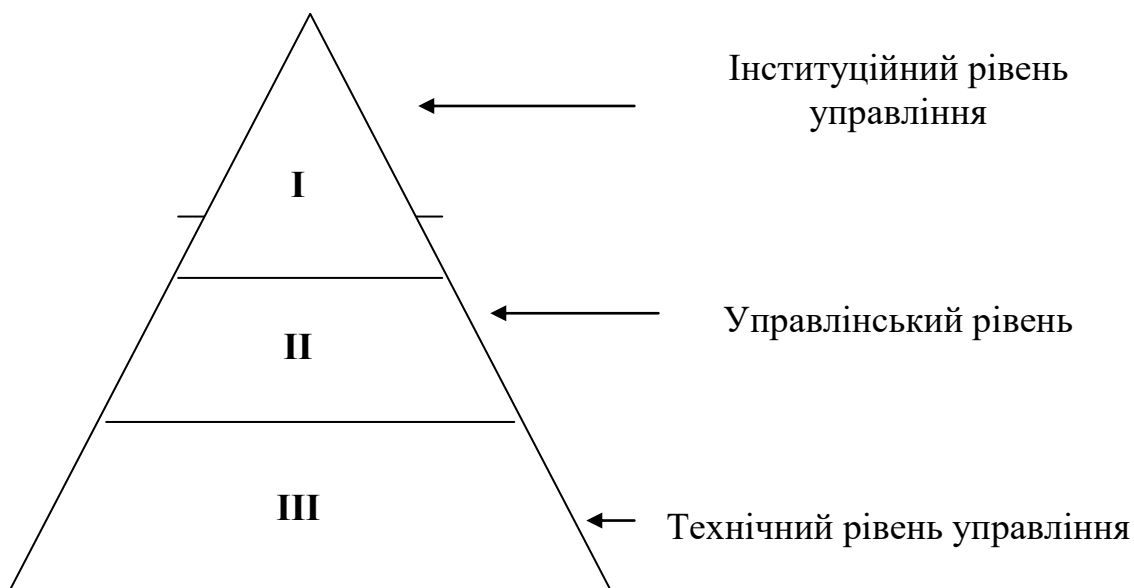 Інституційний рівень
управління
I
Управлінський рівень
II
III
Технічний рівень управління